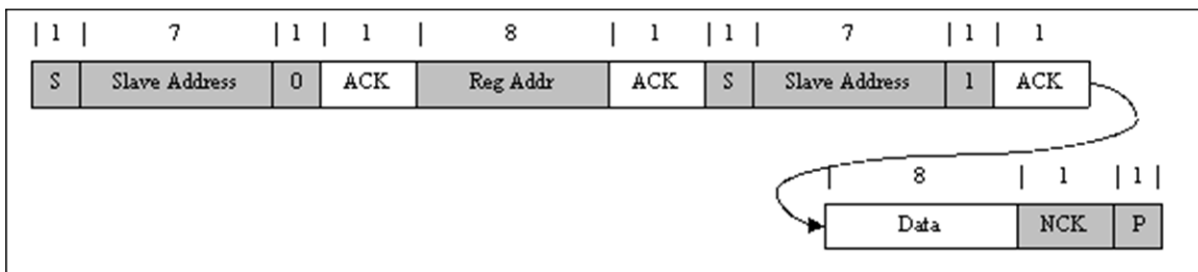 | 1 | 7 | 1 | 1 | 8 | 1 | 1 | 7 | 1 | 1
S Slave Address 0 ACK Reg Addr ACK S Slave Address 1 ACK
| 8 | 1 | 1 |
Data NCK P